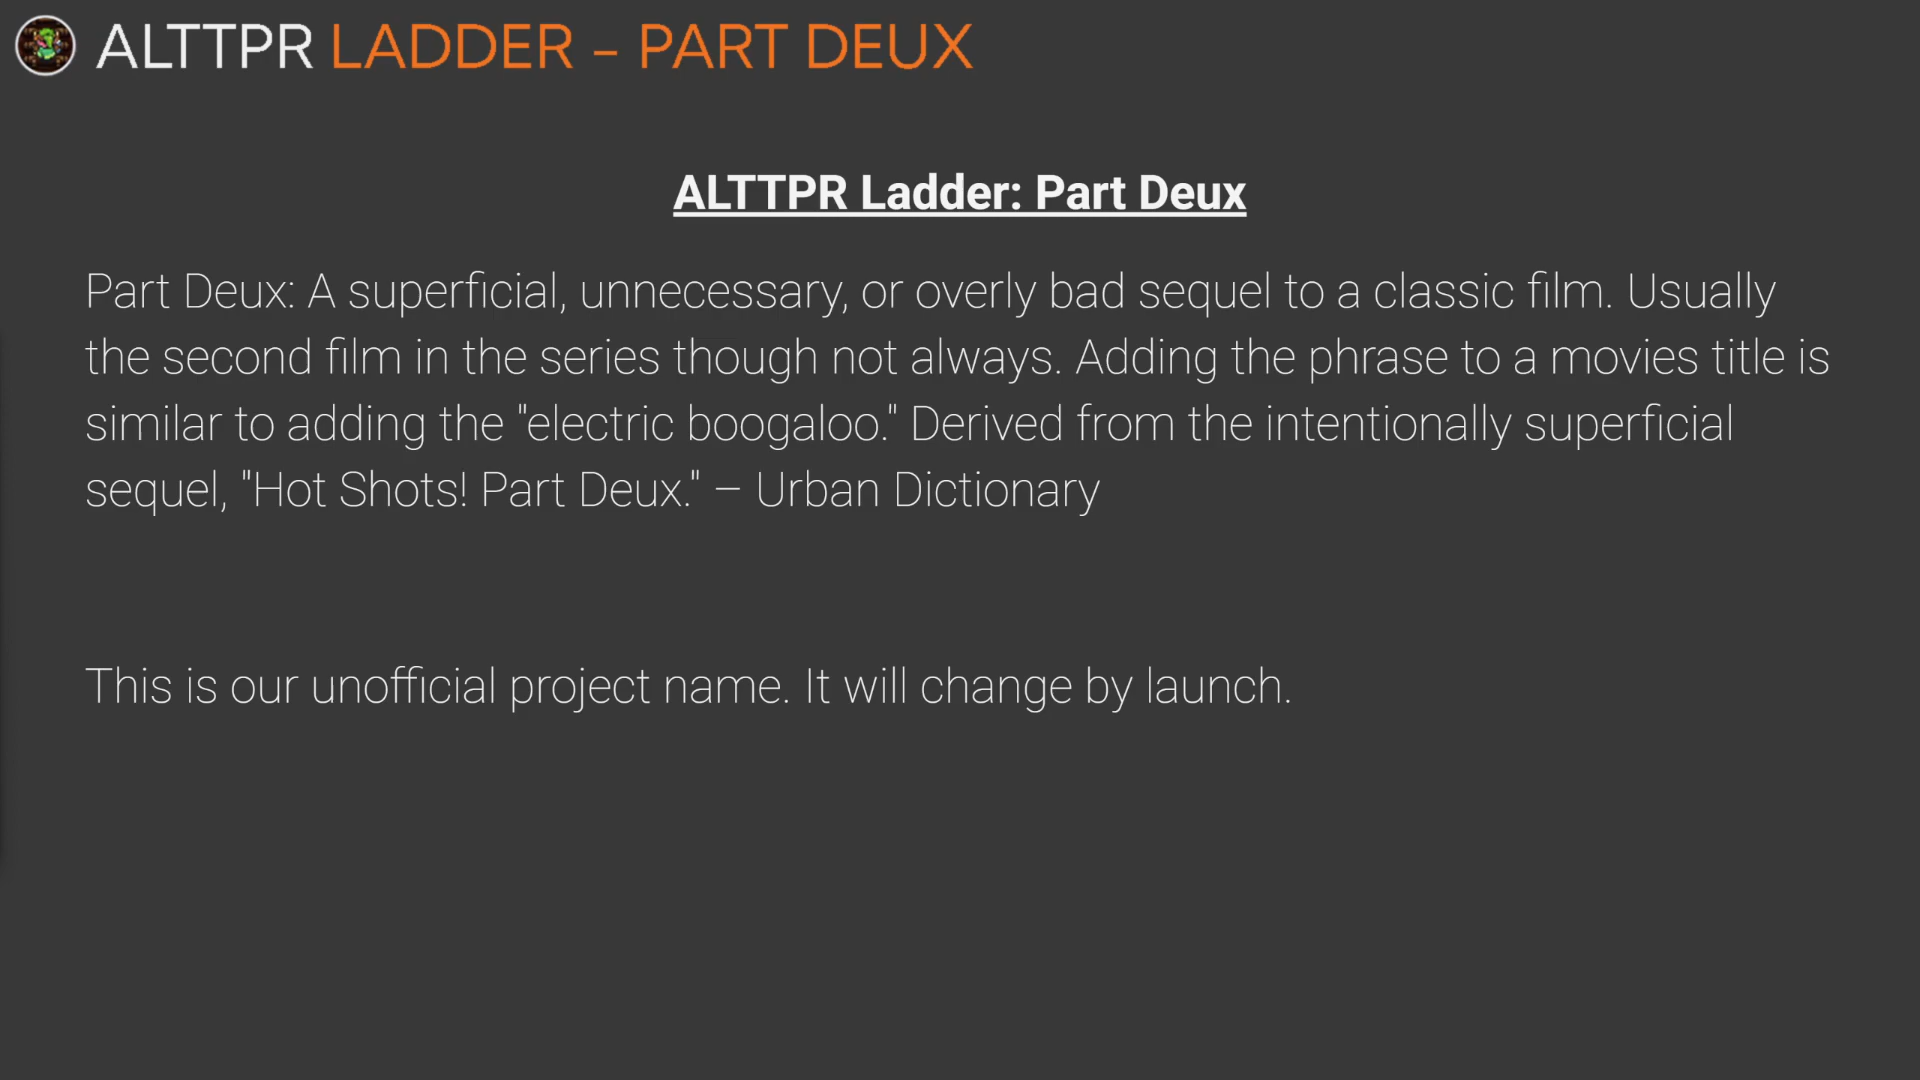 ALTTPR LADDER – PART DEUX
ALTTPR Ladder: Part Deux
Part Deux: A superficial, unnecessary, or overly bad sequel to a classic film. Usually
the second film in the series though not always. Adding the phrase to a movies title is
similar to adding the "electric boogaloo." Derived from the intentionally superficial
sequel, "Hot Shots! Part Deux." – Urban Dictionary
This is our unofficial project name. It will change by launch.